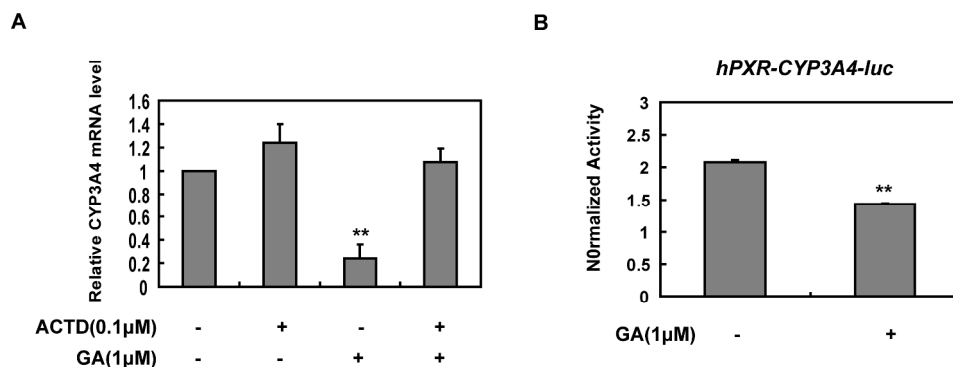 A
B
hPXR-CYP3A4-luc
Relative CYP3A4 mRNA level
1.6
1.4
1.2
1
0.8
0.6
0.4
0.2
0
**
ACTD(0.1μM) - + - +
GA(1μM) - - + +
N0rmalized Activity
3
2.5
2
1.5
1
0.5
0
**
GA(1μM) - +